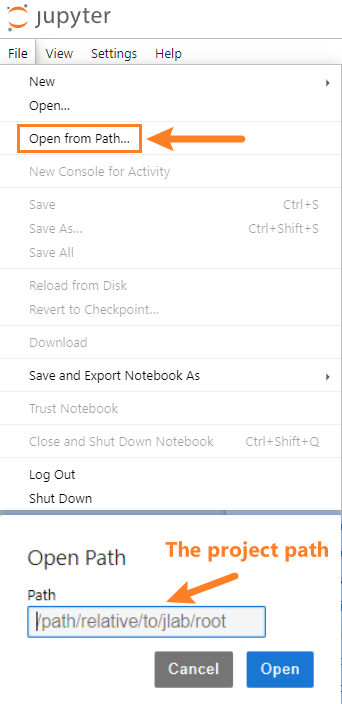 jupyter
File View Settings Help
New
Open...
Open from Path...
New Console for Activity
Save Ctrl+S
Save As... Ctrl+Shift+S
Save All
Reload from Disk
Revert to Checkpoint...
Download
Save and Export Notebook As
Trust Notebook
Close and Shut Down Notebook Ctrl+Shift+Q
Log Out
Shut Down
Open Path
The project path
Path
/path/relative/to/jlab/root
Cancel Open